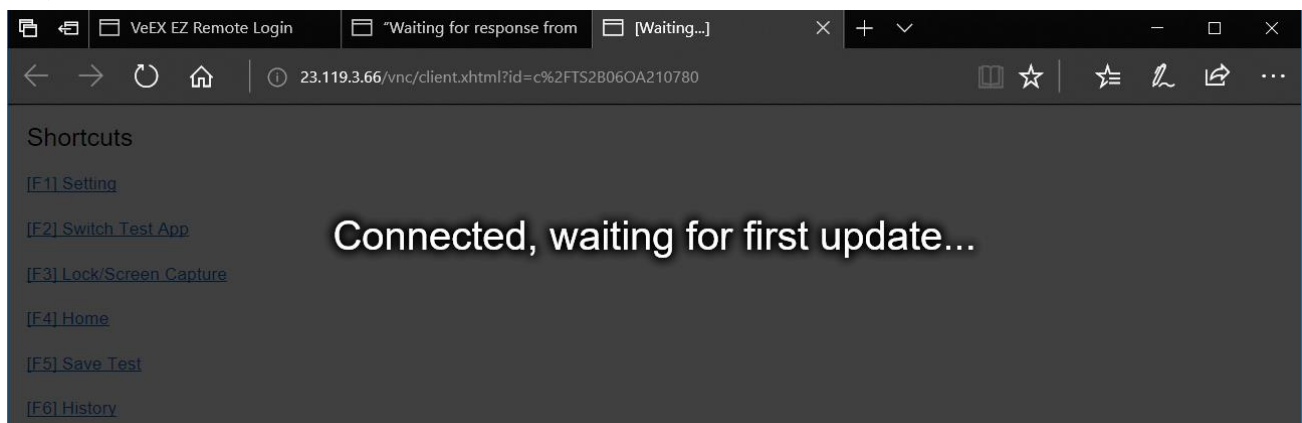 VeEX EZ Remote Login
“Waiting for response from
[Waiting...]
23.119.3.66/vnc/client.xhtml?id=c%2FTS2B06OA210780
Shortcuts
[F1] Setting
[F2] Switch Test App
Connected, waiting for first update...
[F3] Lock/Screen Capture
[F4] Home
[F5] Save Test
[F6] History